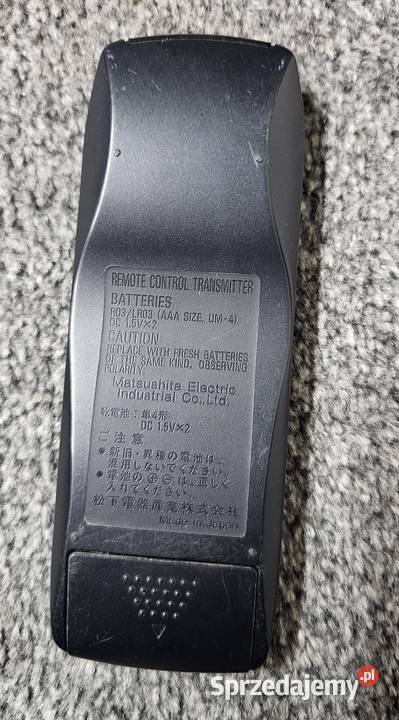 REMOTE CONTROL TRANSMITTER
BATTERIES
R03/LR03 (AAA SIZE, UM-4)
DC 1.5V×2
CAUTION
REPLACE WITH FRESH BATTERIES
OF THE SAME KIND, OBSERVING
POLARITY.
Matsushita Electric
Industrial Co.,Ltd.
乾電池：単4形
DC 1.5V×2
ご注意
●新旧・異種の電池は、
混用しないでください。
●電池の⊕⊖は、正しく
入れてください。
松下電器産業株式会社
Made in Japan
Sprzedajemy.pl